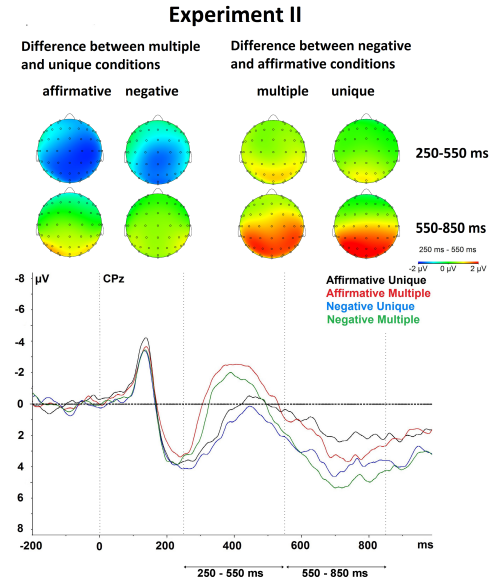 Experiment II
Difference between multiple
and unique conditions
Difference between negative
and affirmative conditions
affirmative
negative
multiple
unique
250-550 ms
550-850 ms
250 ms - 550 ms
-2 µV
0 µV
2 µV
-8
µV
CPz
Affirmative Unique
Affirmative Multiple
Negative Unique
Negative Multiple
-6
-4
-2
0
2
4
6
8
-200
0
200
400
600
800
ms
250 - 550 ms
550 - 850 ms